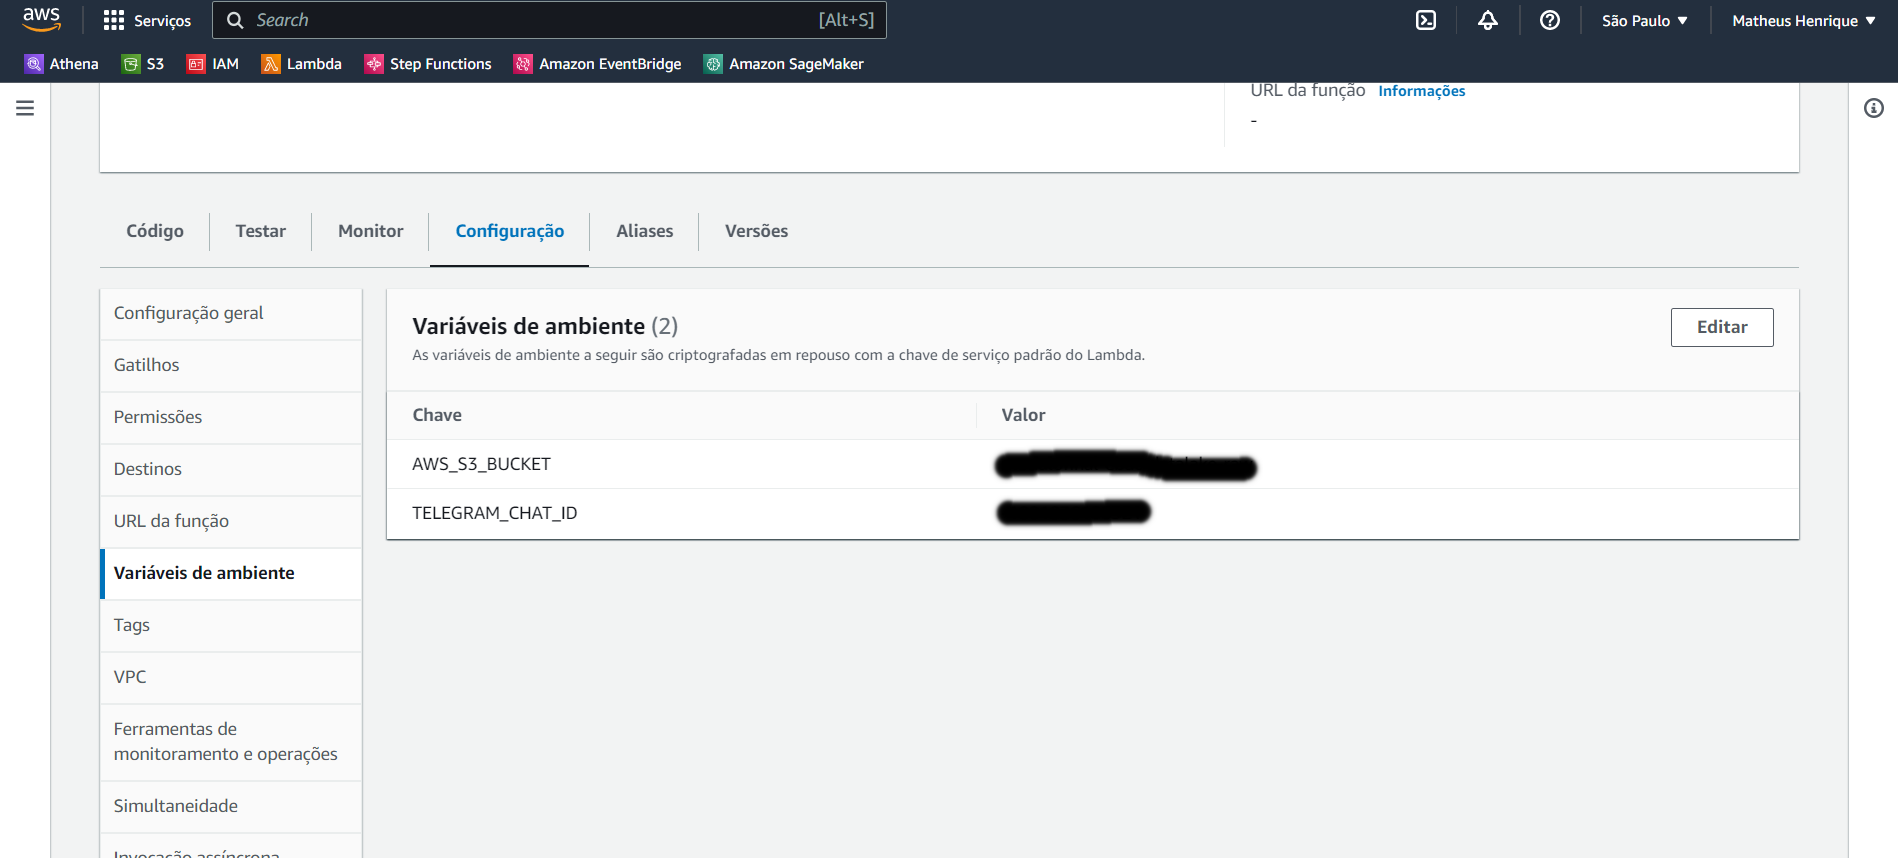 aws Serviços Search [Alt+S] São Paulo ▼ Matheus Henrique ▼
Athena S3 IAM Lambda Step Functions Amazon EventBridge Amazon SageMaker
URL da função Informações
-
Código Testar Monitor Configuração Aliases Versões
Configuração geral
Gatilhos
Permissões
Destinos
URL da função
Variáveis de ambiente
Tags
VPC
Ferramentas de
monitoramento e operações
Simultaneidade
Invocação assíncrona
Variáveis de ambiente (2)
Editar
As variáveis de ambiente a seguir são criptografadas em repouso com a chave de serviço padrão do Lambda.
Chave Valor
AWS_S3_BUCKET
TELEGRAM_CHAT_ID